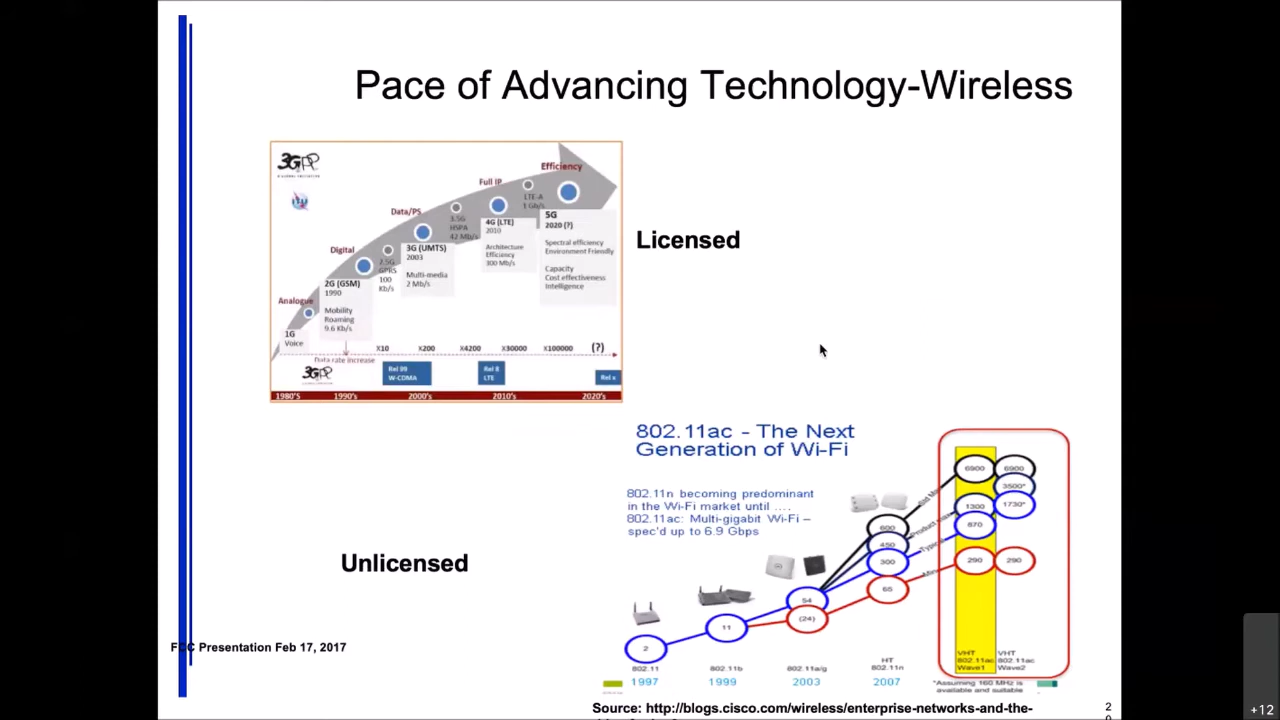 Pace of Advancing Technology-Wireless
3GPP
A GLOBAL INITIATIVE
Efficiency
Full IP
LTE-A
1 Gb/s
Data/PS
3.5G
HSPA
42 Mb/s
4G (LTE)
2010
Architecture
Efficiency
300 Mb/s
5G
2020 (?)
Spectral efficiency
Environment Friendly
Capacity
Cost effectiveness
Intelligence
Digital
2.5G
GPRS
100
Kb/s
3G (UMTS)
2003
Multi-media
2 Mb/s
2G (GSM)
1990
Mobility
Roaming
9.6 Kb/s
Analogue
1G
Voice
X10 X200 X4200 X30000 X100000 (?)
Data rate increase
3GPP
Rel 99
W-CDMA
Rel 8
LTE
Rel x
1980'S 1990's 2000's 2010's 2020's
Licensed
802.11ac - The Next
Generation of Wi-Fi
802.11n becoming predominant
in the Wi-Fi market until ....
802.11ac: Multi-gigabit Wi-Fi –
spec'd up to 6.9 Gbps
6900 6900
3500*
1300 1730*
870
600
450
300
290 290
65
54
(24)
11
2
Unlicensed
802.11 802.11b 802.11a/g
HT
802.11n
VHT
802.11ac
Wave1
VHT
802.11ac
Wave2
1997 1999 2003 2007
*Assuming 160 MHz is
available and suitable
FCC Presentation Feb 17, 2017
Source: http://blogs.cisco.com/wireless/enterprise-networks-and-the-
2
+12